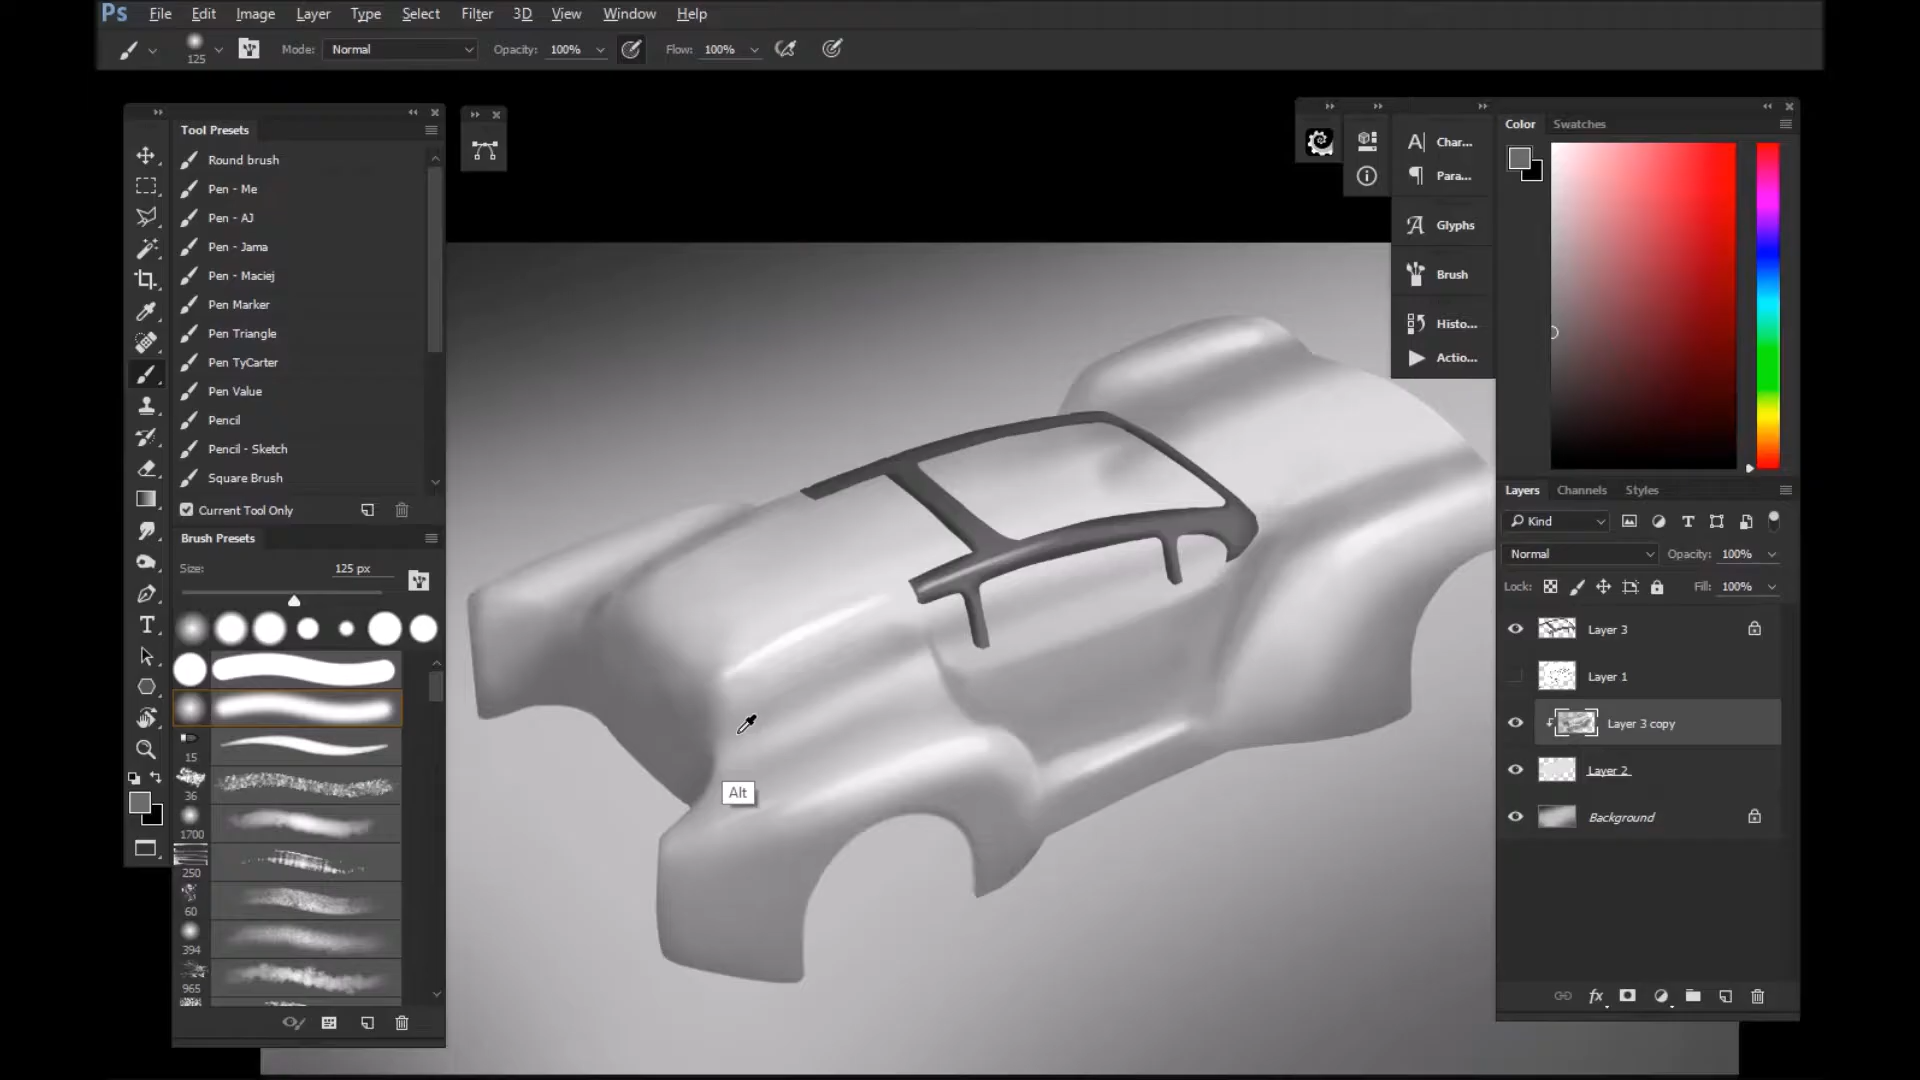 Ps File Edit Image Layer Type Select Filter 3D View Window Help
125 Mode: Normal Opacity: 100% Flow: 100%
Tool Presets
Round brush
Pen - Me
Pen - AJ
Pen - Jama
Pen - Maciej
Pen Marker
Pen Triangle
Pen TyCarter
Pen Value
Pencil
Pencil - Sketch
Square Brush
Current Tool Only
Brush Presets
Size: 125 px
15
36
1700
250
60
394
965
Alt
Char...
Para...
Glyphs
Brush
Histo...
Actio...
Color Swatches
Layers Channels Styles
Kind
Normal Opacity: 100%
Lock: Fill: 100%
Layer 3
Layer 1
Layer 3 copy
Layer 2
Background
fx